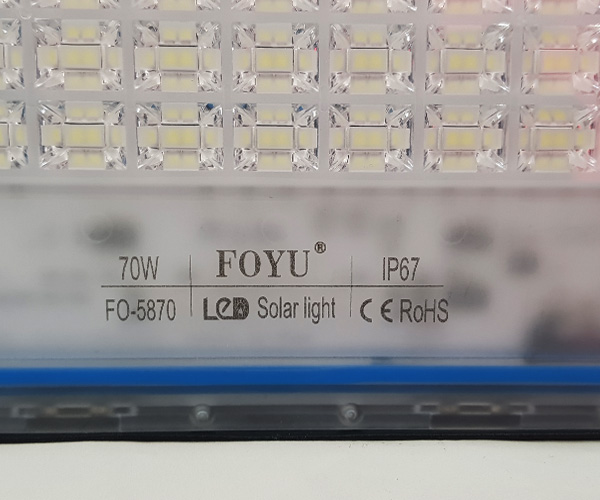 70W FOYU® IP67
FO-5870 LED Solar light CE RoHS